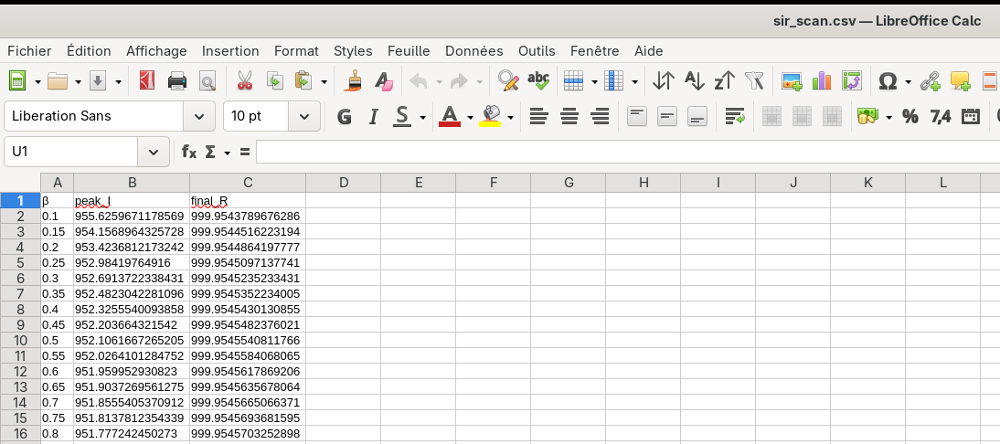 sir_scan.csv — LibreOffice Calc
Fichier Édition Affichage Insertion Format Styles Feuille Données Outils Fenêtre Aide
Liberation Sans 10 pt G I S A % 7,4
U1 fx Σ =
A B C D E F G H I J K L
1 β peak_I final_R
2 0.1 955.6259671178569 999.9543789676286
3 0.15 954.1568964325728 999.9544516223194
4 0.2 953.4236812173242 999.9544864197777
5 0.25 952.98419764916 999.9545097137741
6 0.3 952.6913722338431 999.9545235233431
7 0.35 952.4823042281096 999.9545352234005
8 0.4 952.3255540093858 999.9545430130855
9 0.45 952.203664321542 999.9545482376021
10 0.5 952.1061667265205 999.9545540811766
11 0.55 952.0264101284752 999.9545584068065
12 0.6 951.959952930823 999.9545617869206
13 0.65 951.9037269561275 999.9545635678064
14 0.7 951.8555405370912 999.9545665066371
15 0.75 951.8137812354339 999.9545693681595
16 0.8 951.777242450273 999.9545703252898